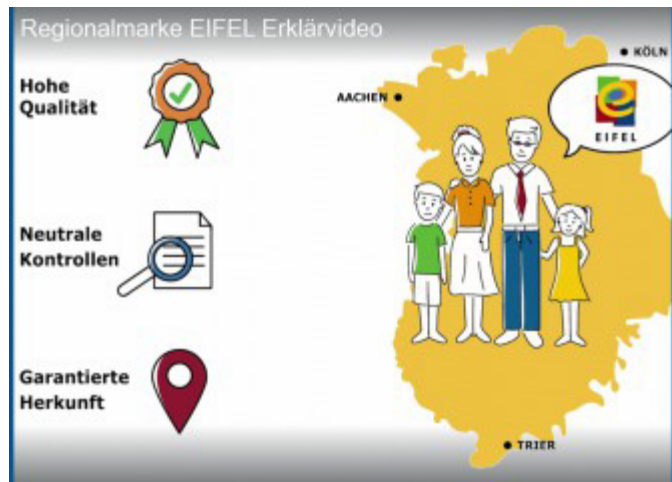 Regionalmarke EIFEL Erklärvideo
Hohe
Qualität
Neutrale
Kontrollen
Garantierte
Herkunft
KÖLN
AACHEN
e
EIFEL
TRIER